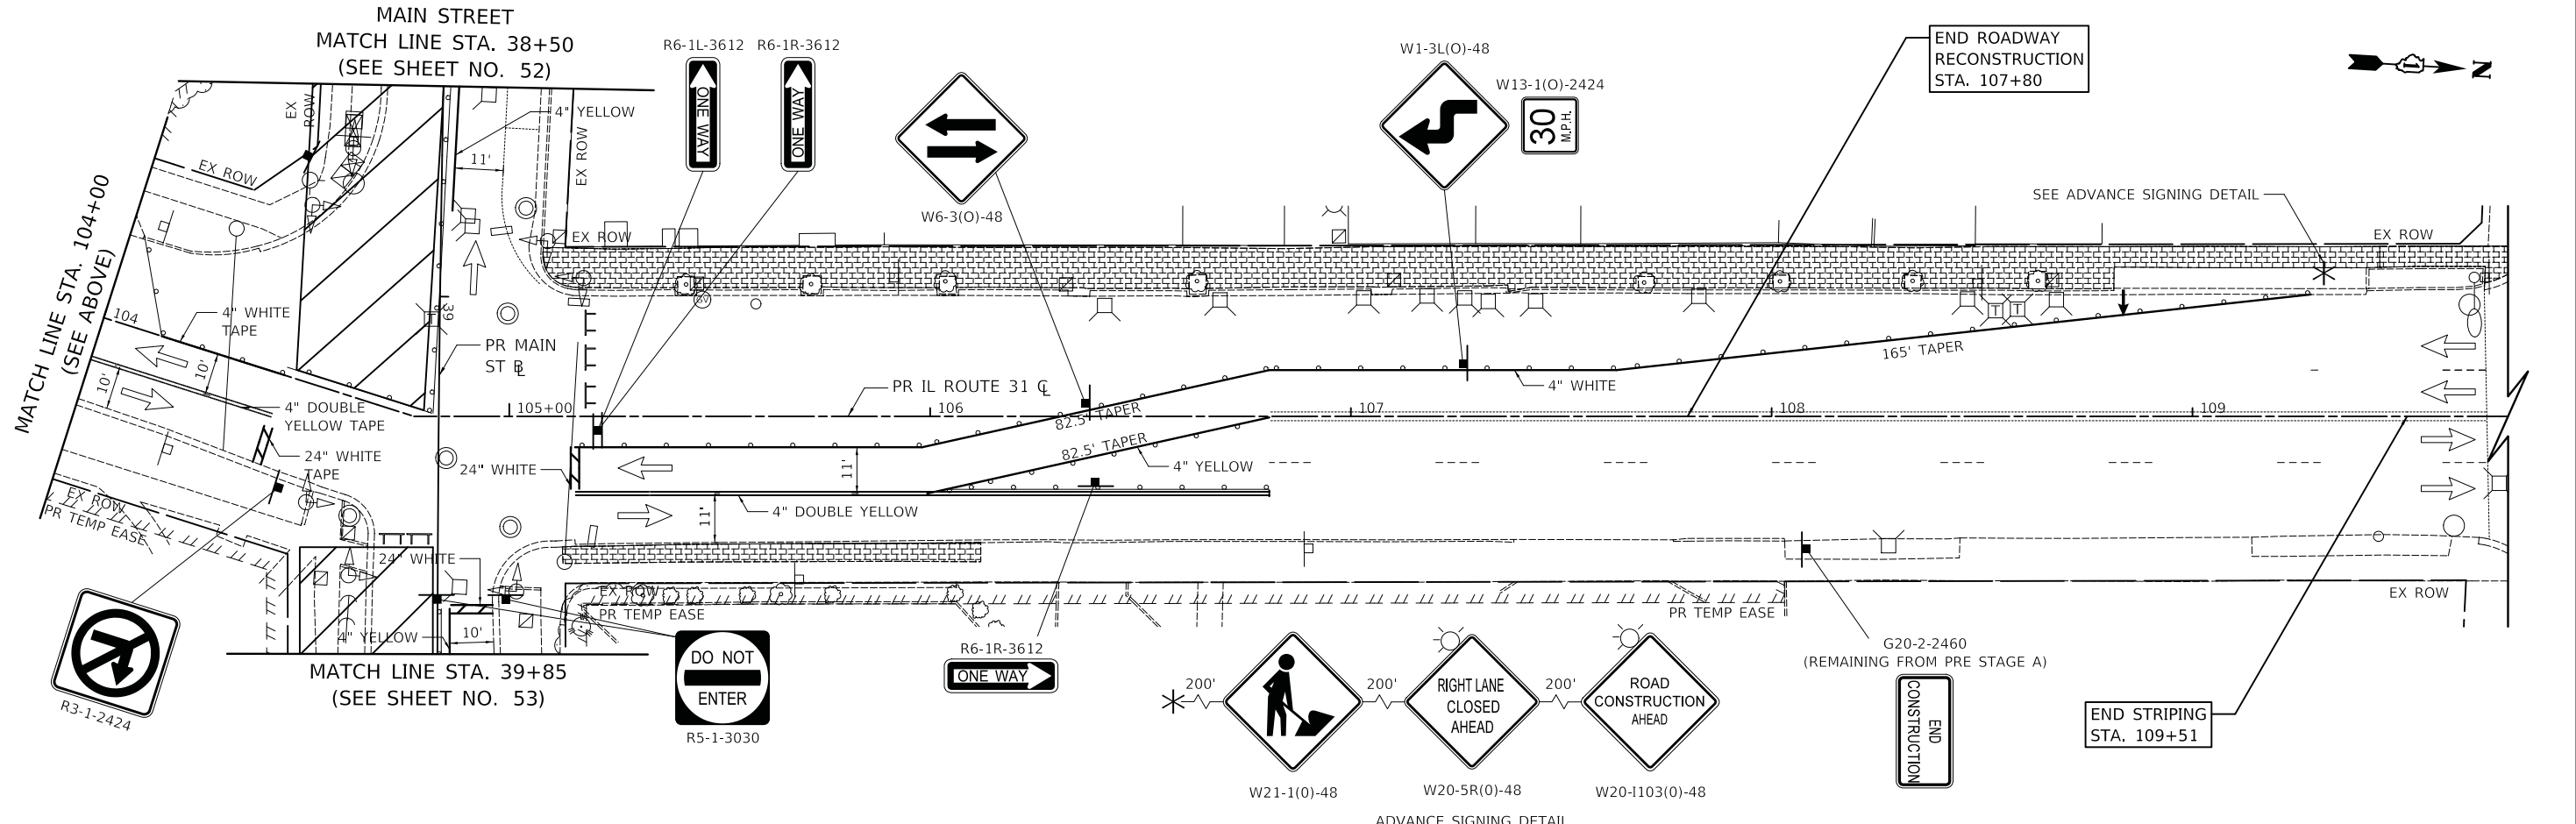 MAIN STREET
MATCH LINE STA. 38+50
(SEE SHEET NO. 52)
R6-1L-3612
R6-1R-3612
ONE WAY
ONE WAY
W6-3(O)-48
W1-3L(O)-48
W13-1(O)-2424
30
M.P.H.
END ROADWAY
RECONSTRUCTION
STA. 107+80
N
1
SEE ADVANCE SIGNING DETAIL
EX ROW
4" YELLOW
11'
EX ROW
EX ROW
EX ROW
EX ROW
MATCH LINE STA. 104+00
(SEE ABOVE)
104
4" WHITE
TAPE
39
PR MAIN
ST B̲L
10'
10'
4" DOUBLE
YELLOW TAPE
24" WHITE
TAPE
105+00
PR IL ROUTE 31 CL
106
82.5' TAPER
82.5' TAPER
107
4" WHITE
165' TAPER
108
109
24" WHITE
11'
11'
4" YELLOW
4" DOUBLE YELLOW
SV
T
T
T
EX ROW
PR TEMP EASE
24" WHITE
4" YELLOW
10'
EX ROW
PR TEMP EASE
PR TEMP EASE
EX ROW
MATCH LINE STA. 39+85
(SEE SHEET NO. 53)
R3-1-2424
DO NOT
ENTER
R5-1-3030
R6-1R-3612
ONE WAY
200'
200'
RIGHT LANE
CLOSED
AHEAD
200'
ROAD
CONSTRUCTION
AHEAD
W21-1(0)-48
W20-5R(0)-48
W20-I103(0)-48
G20-2-2460
(REMAINING FROM PRE STAGE A)
END
CONSTRUCTION
END STRIPING
STA. 109+51
ADVANCE SIGNING DETAIL